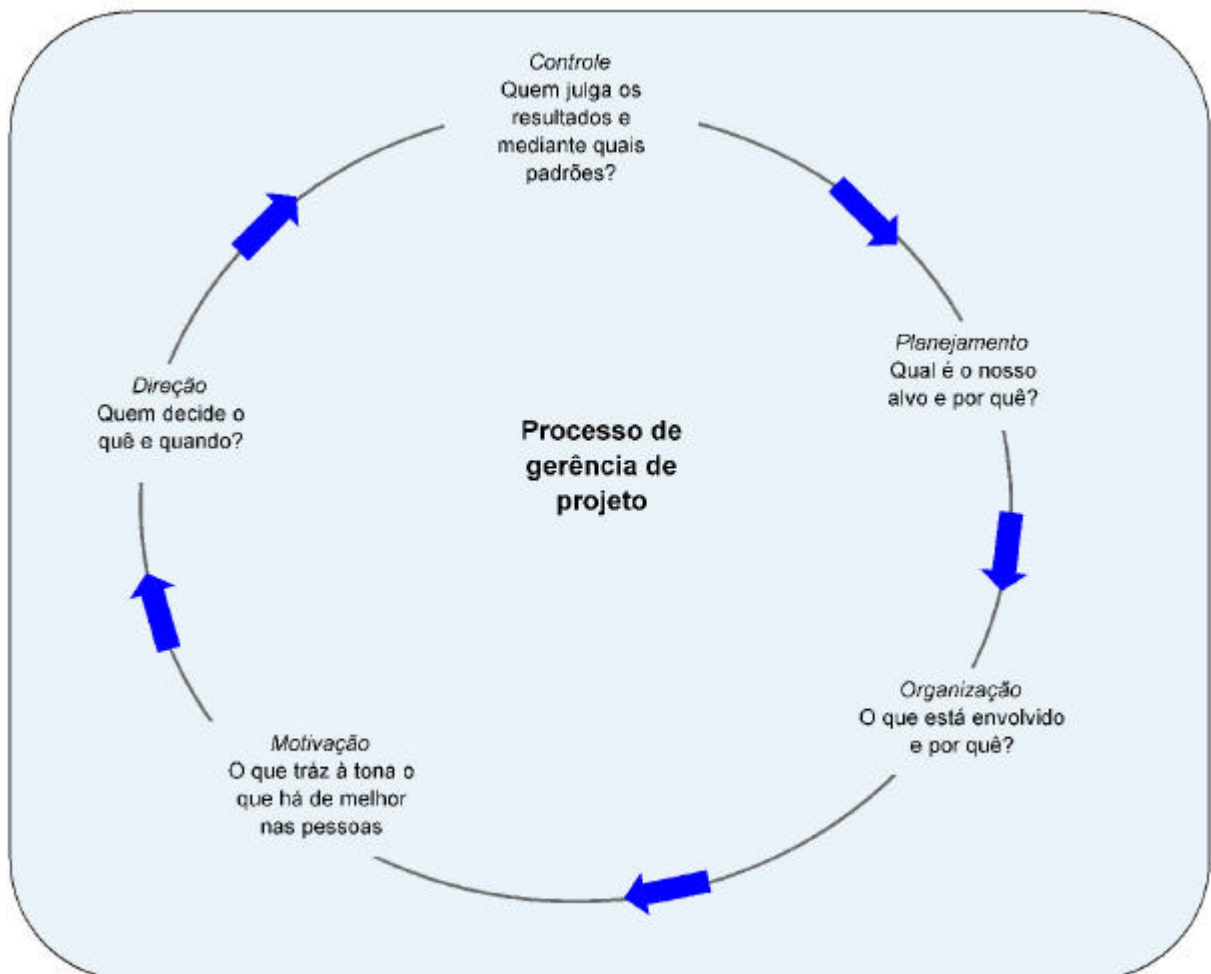 Controle
Quem julga os
resultados e
mediante quais
padrões?
Planejamento
Qual é o nosso
alvo e por quê?
Direção
Quem decide o
quê e quando?
Processo de
gerência de
projeto
Organização
O que está envolvido
e por quê?
Motivação
O que tráz à tona o
que há de melhor
nas pessoas